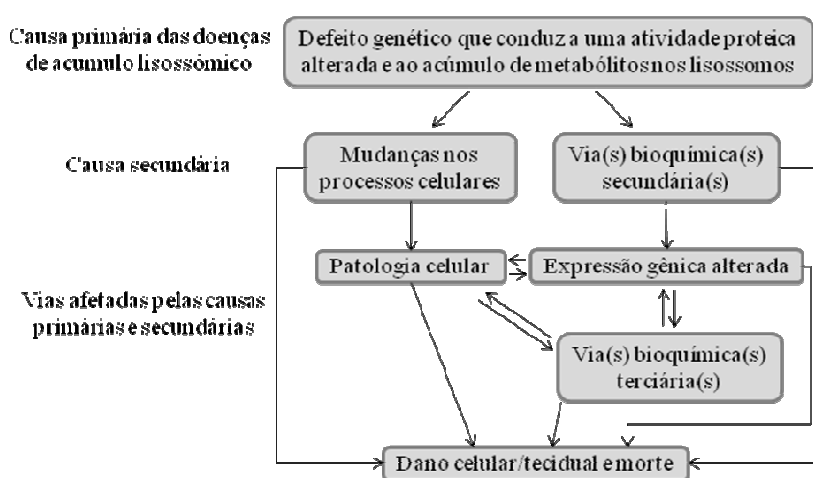 Causa primária das doenças
de acumulo lisossômico
Defeito genético que conduz a uma atividade proteica
alterada e ao acúmulo de metabólitos nos lisossomos
Causa secundária
Mudanças nos
processos celulares
Via(s) bioquímica(s)
secundária(s)
Patologia celular
Expressão gênica alterada
Vias afetadas pelas causas
primárias e secundárias
Via(s) bioquímica(s)
terciária(s)
Dano celular/tecidual e morte